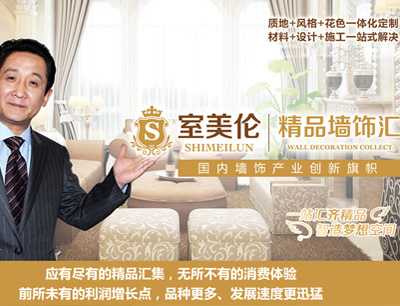 质地+风格+花色一体化定制
材料+设计+施工一站式解决
S
室美伦
SHIMEILUN
精品墙饰汇
WALL DECORATION COLLECT
国内墙饰产业创新旗帜
一站汇齐精品
智造梦想空间
应有尽有的精品汇集，无所不有的消费体验
前所未有的利润增长点，品种更多、发展速度更迅猛